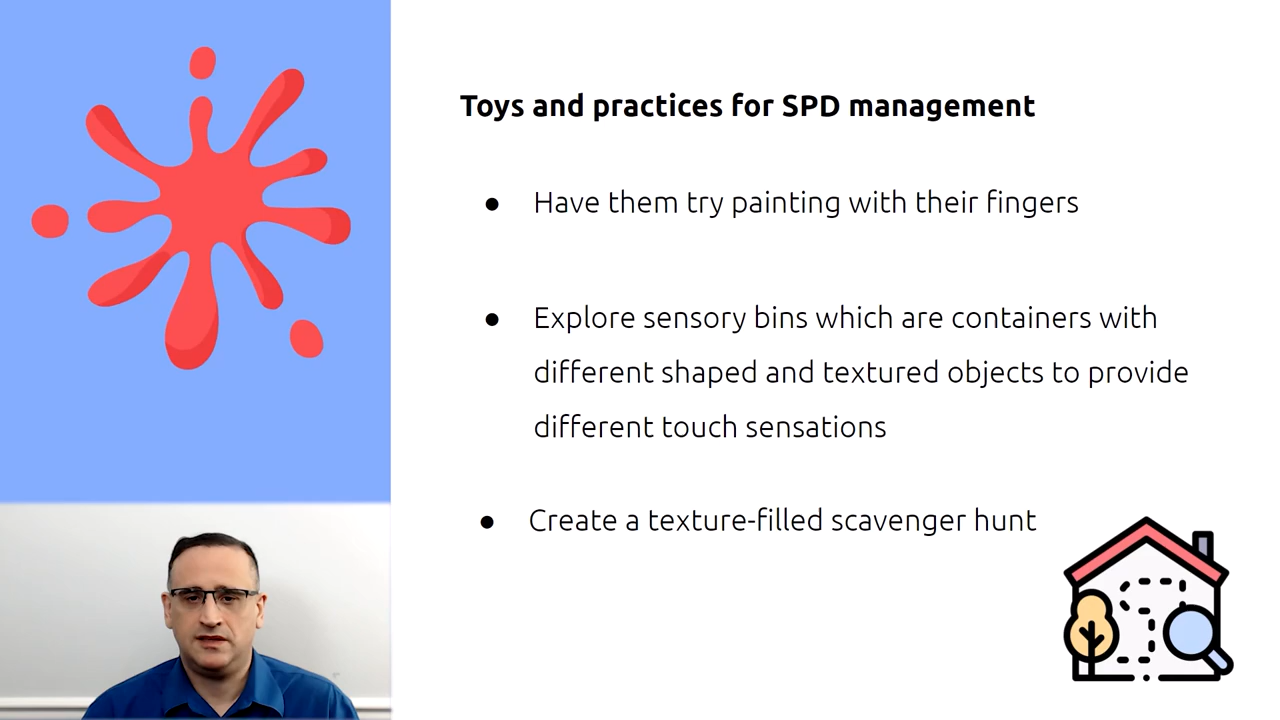 Toys and practices for SPD management
● Have them try painting with their fingers
● Explore sensory bins which are containers with
different shaped and textured objects to provide
different touch sensations
● Create a texture-filled scavenger hunt